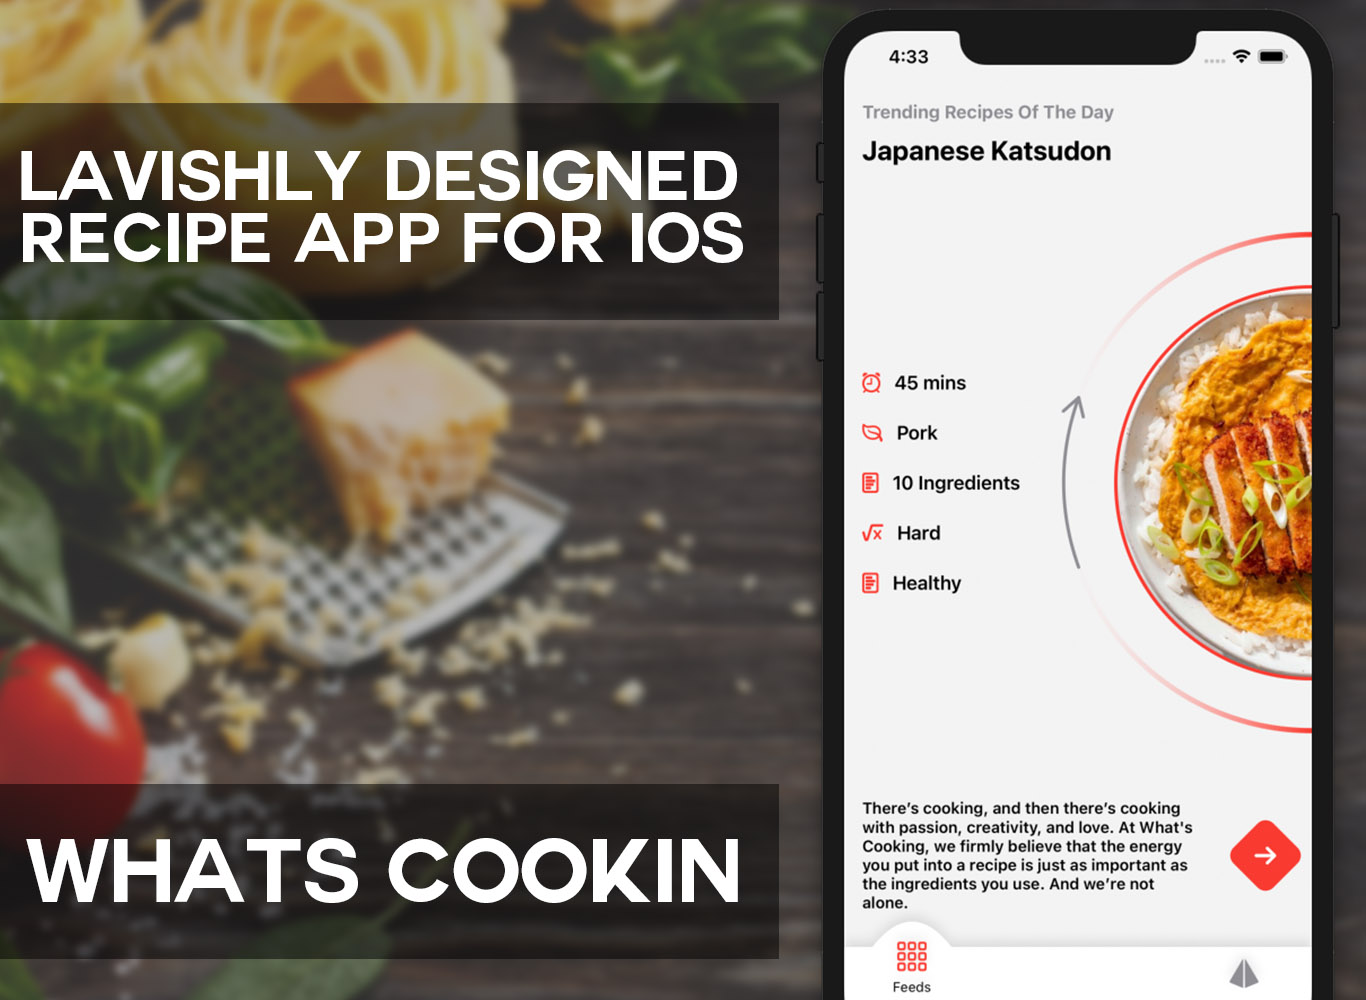 LAVISHLY DESIGNED
RECIPE APP FOR IOS
WHATS COOKIN
4:33
Trending Recipes Of The Day
Japanese Katsudon
45 mins
Pork
10 Ingredients
Hard
Healthy
There's cooking, and then there's cooking
with passion, creativity, and love. At What's
Cooking, we firmly believe that the energy
you put into a recipe is just as important as
the ingredients you use. And we're not
alone.
Feeds